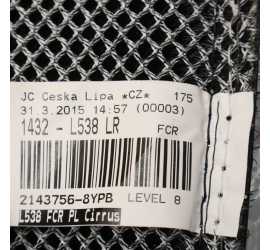 JC Ceska Lipa *CZ* 175
31.3.2015 14:57 (00003)
1432 - L538 LR FCR
2143756-8YPB LEVEL 8
L538 FCR PL Cirrus